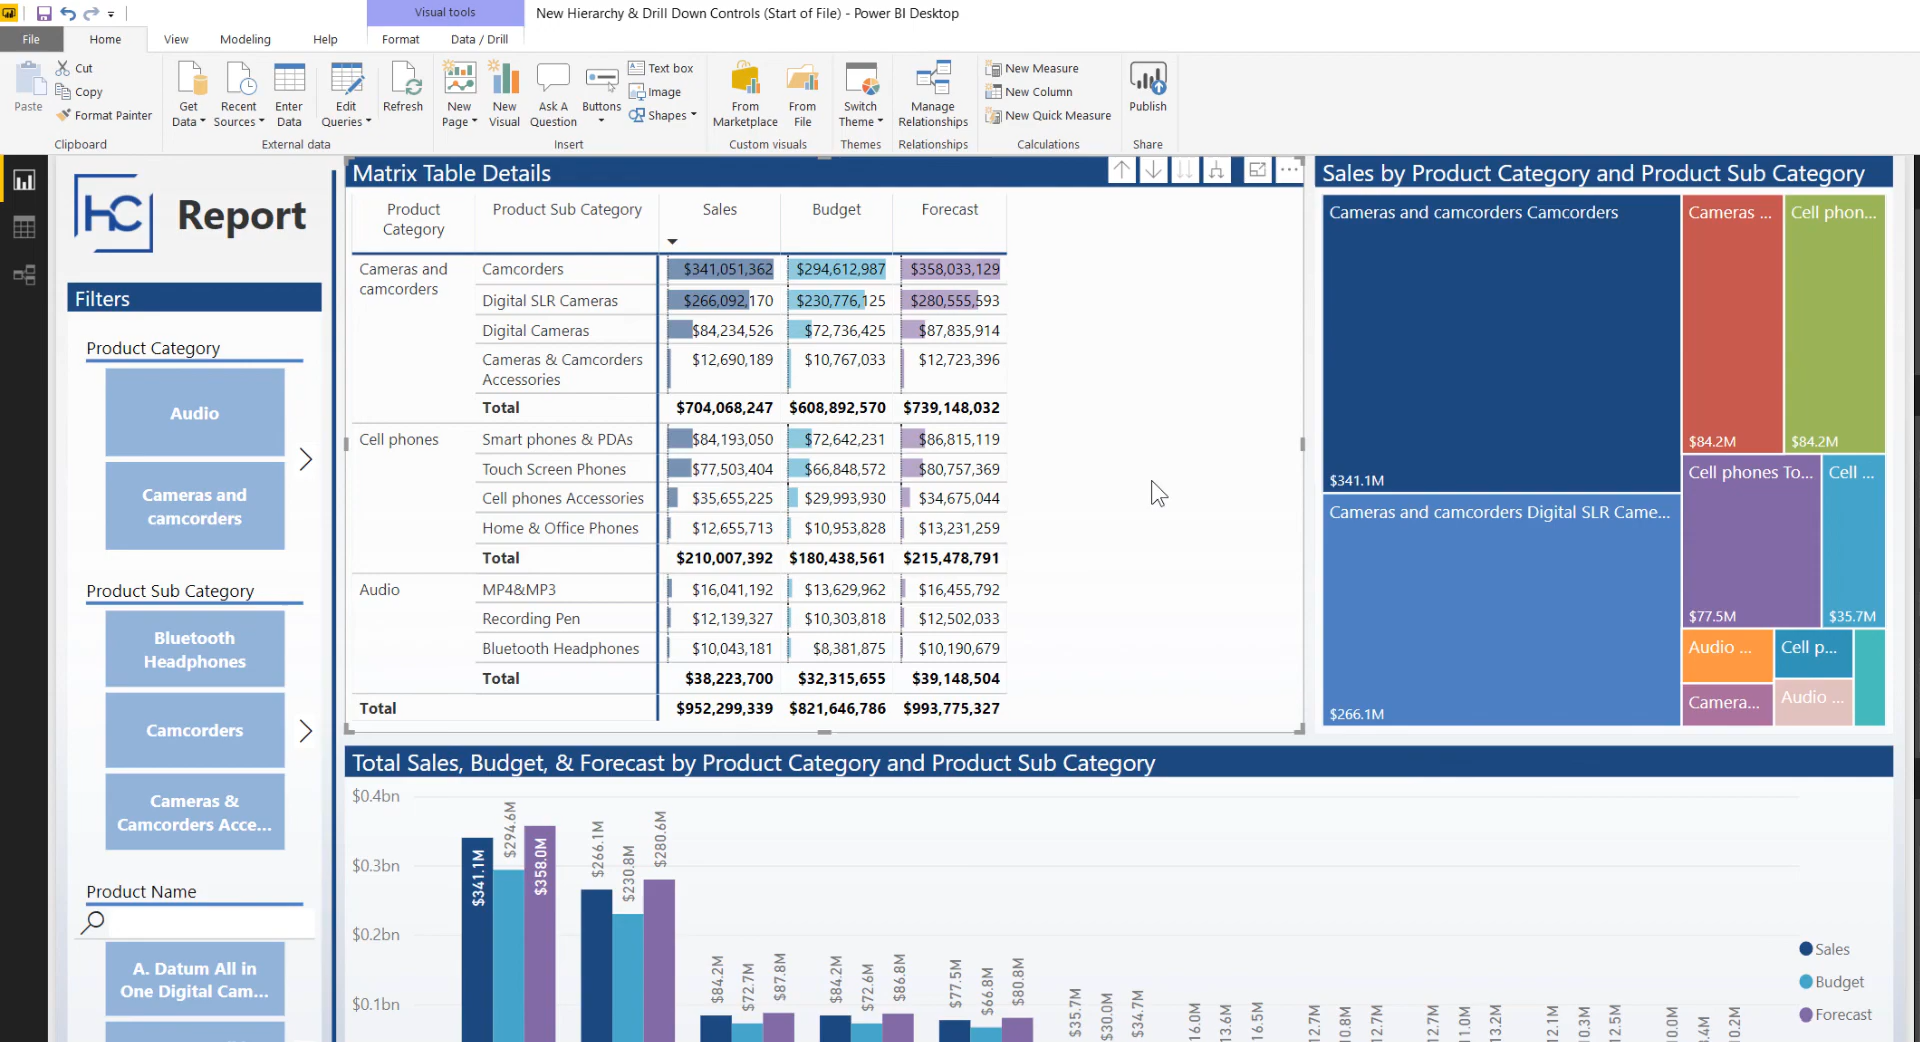 Visual tools
New Hierarchy & Drill Down Controls (Start of File) - Power BI Desktop
File
Home
View
Modeling
Help
Format
Data / Drill
Paste
Cut
Copy
Format Painter
Clipboard
Get Data
Recent Sources
Enter Data
Edit Queries
Refresh
External data
New Page
New Visual
Ask A Question
Buttons
Text box
Image
Shapes
Insert
From Marketplace
From File
Custom visuals
Switch Theme
Themes
Manage Relationships
Relationships
New Measure
New Column
New Quick Measure
Calculations
Publish
Share
HC
Report
Filters
Product Category
Audio
Cameras and
camcorders
Product Sub Category
Bluetooth
Headphones
Camcorders
Cameras &
Camcorders Acce...
Product Name
A. Datum All in
One Digital Cam...
Matrix Table Details
Product Category Product Sub Category Sales Budget Forecast
Cameras and camcorders Camcorders $341,051,362 $294,612,987 $358,033,129
Digital SLR Cameras $266,092,170 $230,776,125 $280,555,593
Digital Cameras $84,234,526 $72,736,425 $87,835,914
Cameras & Camcorders Accessories $12,690,189 $10,767,033 $12,723,396
Total $704,068,247 $608,892,570 $739,148,032
Cell phones Smart phones & PDAs $84,193,050 $72,642,231 $86,815,119
Touch Screen Phones $77,503,404 $66,848,572 $80,757,369
Cell phones Accessories $35,655,225 $29,993,930 $34,675,044
Home & Office Phones $12,655,713 $10,953,828 $13,231,259
Total $210,007,392 $180,438,561 $215,478,791
Audio MP4&MP3 $16,041,192 $13,629,962 $16,455,792
Recording Pen $12,139,327 $10,303,818 $12,502,033
Bluetooth Headphones $10,043,181 $8,381,875 $10,190,679
Total $38,223,700 $32,315,655 $39,148,504
Total $952,299,339 $821,646,786 $993,775,327
Sales by Product Category and Product Sub Category
Cameras and camcorders Camcorders
$341.1M
Cameras and camcorders Digital SLR Came...
$266.1M
Cameras ...
$84.2M
Cell phon...
$84.2M
Cell phones To...
$77.5M
Cell ...
$35.7M
Audio ...
Cell p...
Camera...
Audio ...
Total Sales, Budget, & Forecast by Product Category and Product Sub Category
$0.4bn
$0.3bn
$0.2bn
$0.1bn
$341.1M
$294.6M
$358.0M
$266.1M
$230.8M
$280.6M
$84.2M
$72.7M
$87.8M
$84.2M
$72.6M
$86.8M
$77.5M
$66.8M
$80.8M
$35.7M
$30.0M
$34.7M
Sales
Budget
Forecast